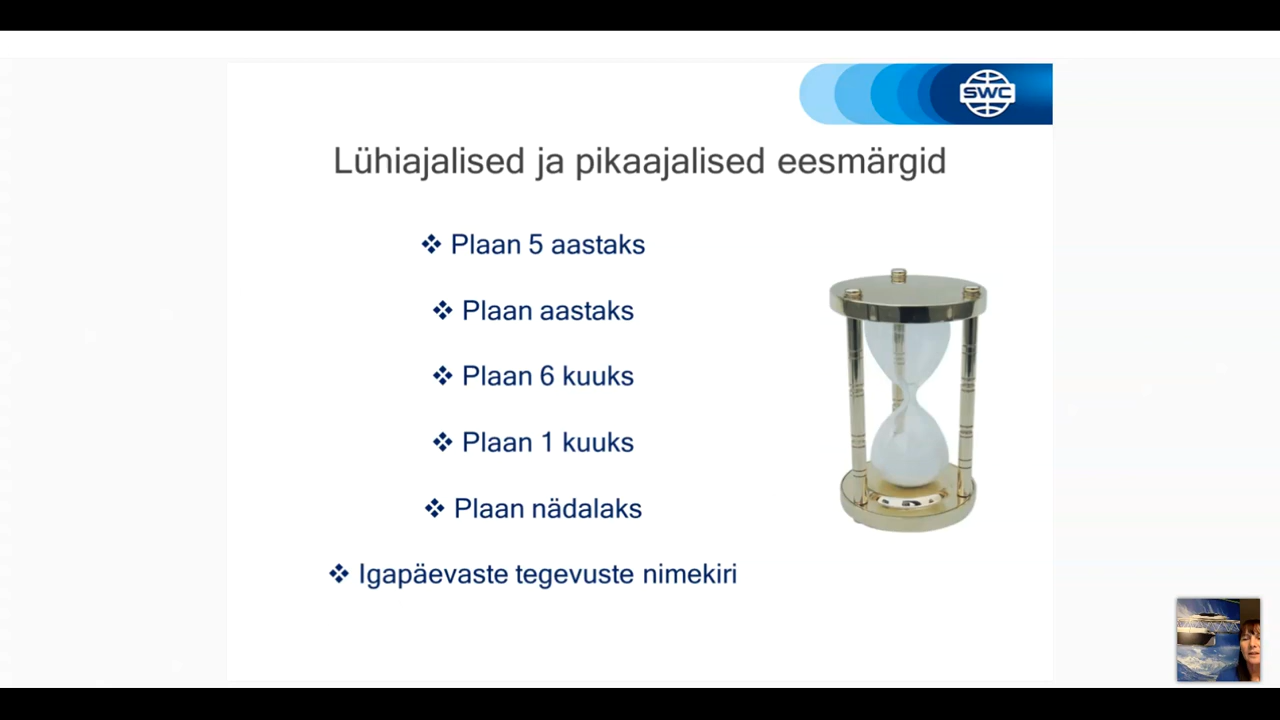 SWC
Lühiajalised ja pikaajalised eesmärgid
❖ Plaan 5 aastaks
❖ Plaan aastaks
❖ Plaan 6 kuuks
❖ Plaan 1 kuuks
❖ Plaan nädalaks
❖ Igapäevaste tegevuste nimekiri